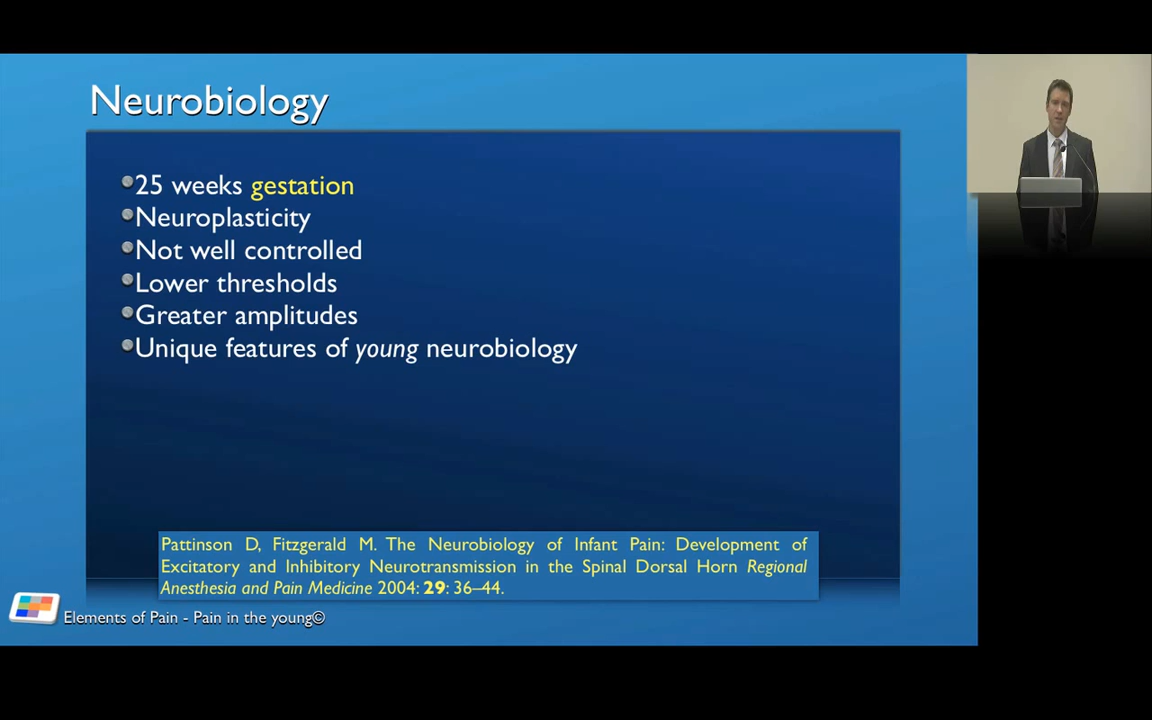 Neurobiology
25 weeks gestation
Neuroplasticity
Not well controlled
Lower thresholds
Greater amplitudes
Unique features of young neurobiology
Pattinson D, Fitzgerald M. The Neurobiology of Infant Pain: Development of
Excitatory and Inhibitory Neurotransmission in the Spinal Dorsal Horn Regional
Anesthesia and Pain Medicine 2004: 29: 36–44.
Elements of Pain - Pain in the young©